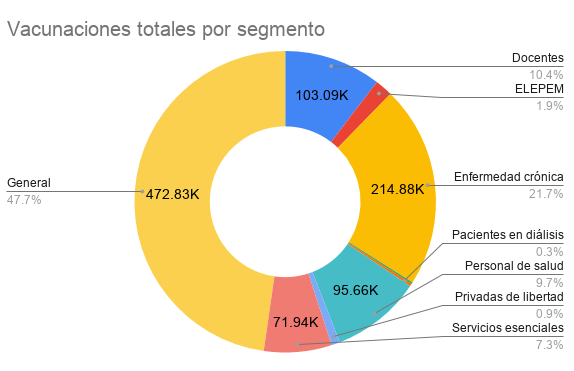 Vacunaciones totales por segmento
Docentes
10.4%
ELEPEM
1.9%
Enfermedad crónica
21.7%
Pacientes en diálisis
0.3%
Personal de salud
9.7%
Privadas de libertad
0.9%
Servicios esenciales
7.3%
General
47.7%
103.09K
214.88K
95.66K
71.94K
472.83K